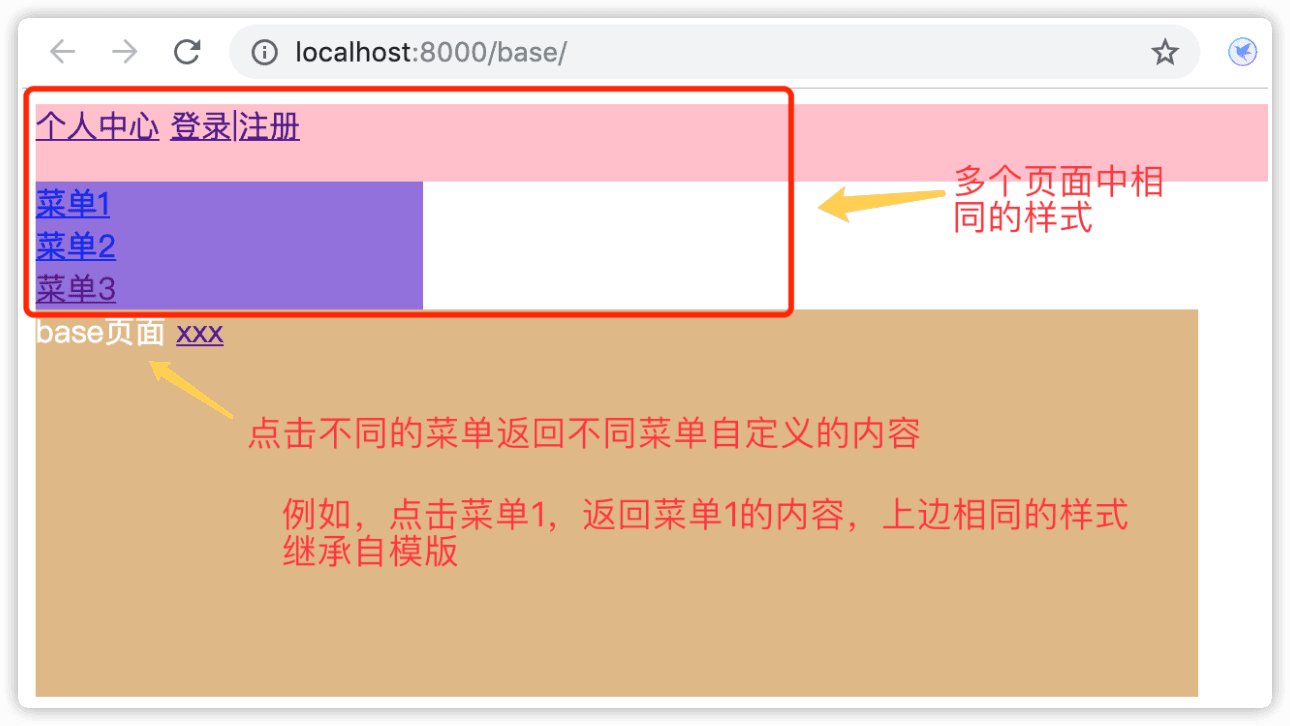 localhost:8000/base/
个人中心 登录|注册
菜单1
菜单2
菜单3
多个页面中相
同的样式
base页面 xxx
点击不同的菜单返回不同菜单自定义的内容
例如，点击菜单1，返回菜单1的内容，上边相同的样式
继承自模版